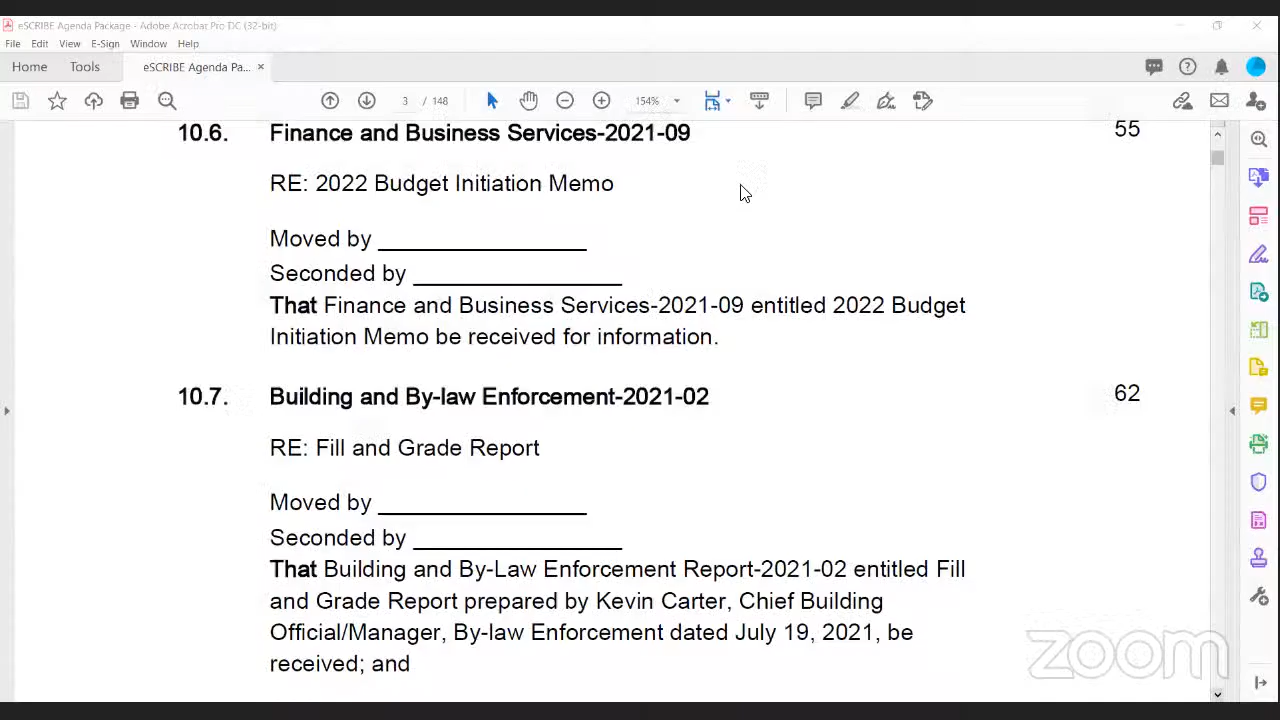 eSCRIBE Agenda Package - Adobe Acrobat Pro DC (32-bit)
File Edit View E-Sign Window Help
Home Tools eSCRIBE Agenda Pa... ×
3 / 148 154%
10.6. Finance and Business Services-2021-09 55
RE: 2022 Budget Initiation Memo
Moved by _________________
Seconded by _________________
That Finance and Business Services-2021-09 entitled 2022 Budget
Initiation Memo be received for information.
10.7. Building and By-law Enforcement-2021-02 62
RE: Fill and Grade Report
Moved by _________________
Seconded by _________________
That Building and By-Law Enforcement Report-2021-02 entitled Fill
and Grade Report prepared by Kevin Carter, Chief Building
Official/Manager, By-law Enforcement dated July 19, 2021, be
received; and
zoom